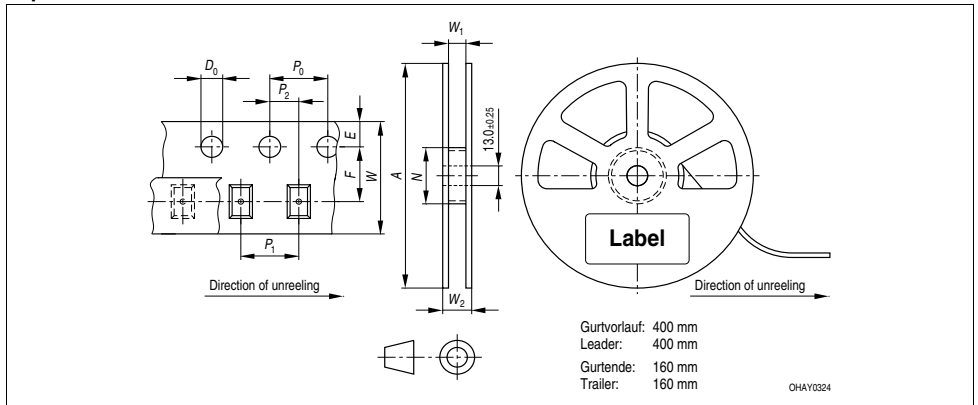 W1
D0
P0
P2
E
F
W
A
N
13.0±0.25
P1
W2
Label
Direction of unreeling
Direction of unreeling
Gurtvorlauf: 400 mm
Leader: 400 mm
Gurtende: 160 mm
Trailer: 160 mm
OHAY0324